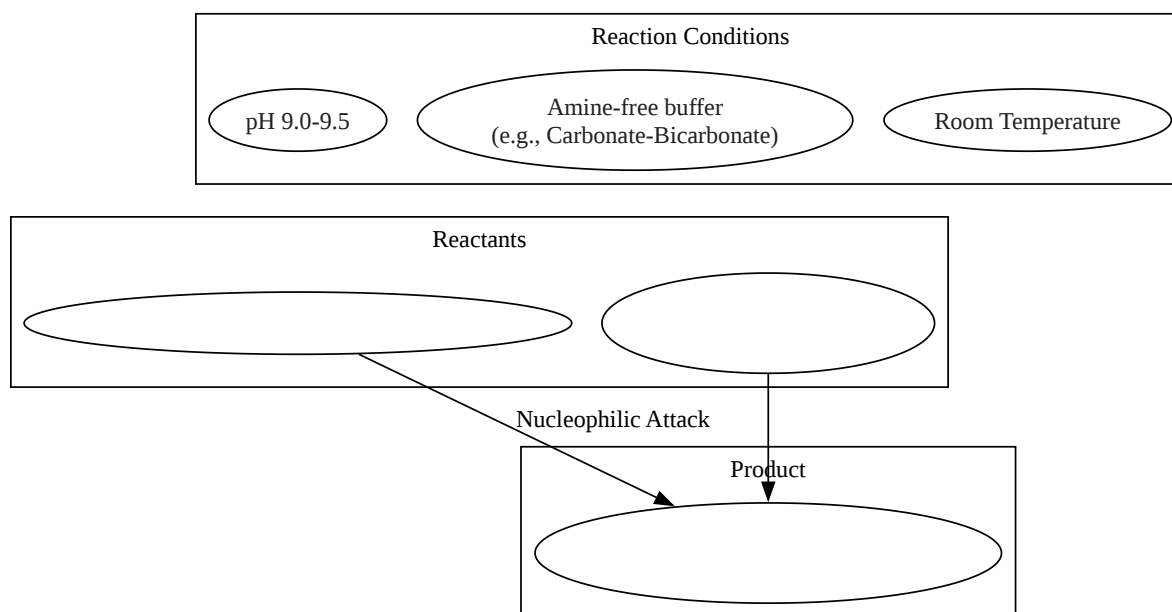 Reaction Conditions
pH 9.0-9.5
Amine-free buffer
(e.g., Carbonate-Bicarbonate)
Room Temperature
Reactants
Nucleophilic Attack
Product